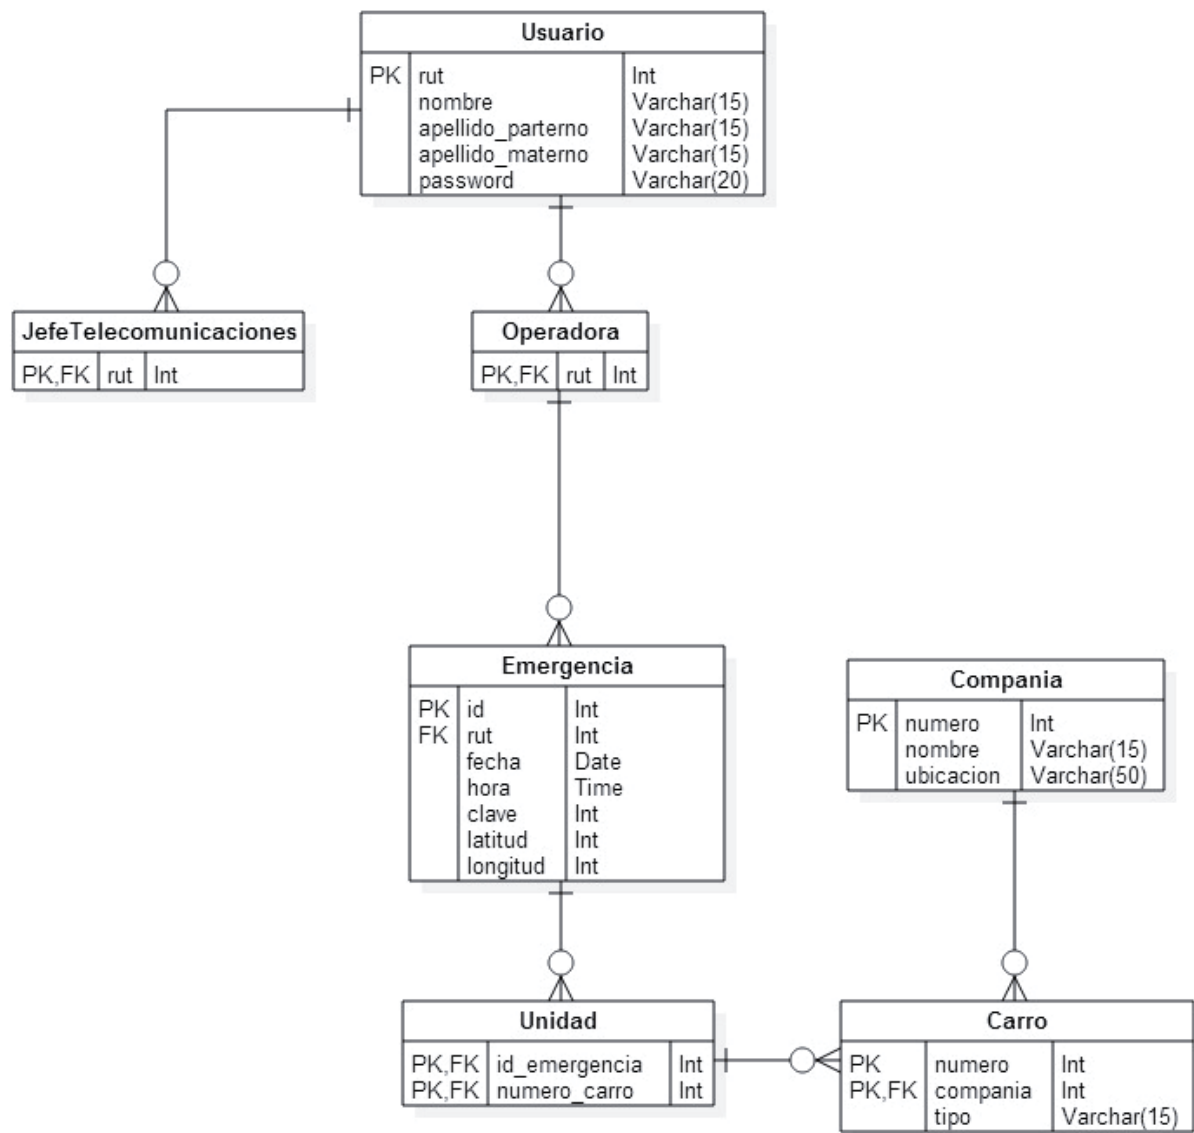 Usuario
PK rut Int
nombre Varchar(15)
apellido_parterno Varchar(15)
apellido_materno Varchar(15)
password Varchar(20)
JefeTelecomunicaciones
PK,FK rut Int
Operadora
PK,FK rut Int
Emergencia
PK id Int
FK rut Int
fecha Date
hora Time
clave Int
latitud Int
longitud Int
Compania
PK numero Int
nombre Varchar(15)
ubicacion Varchar(50)
Unidad
PK,FK id_emergencia Int
PK,FK numero_carro Int
Carro
PK numero Int
PK,FK compania Int
tipo Varchar(15)